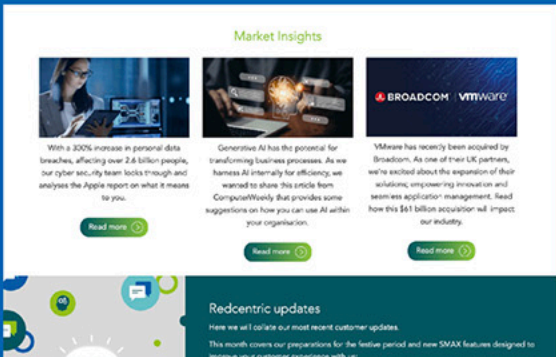 Market Insights
BROADCOM | vmware
With a 300% increase in personal data
breaches, affecting over 2.6 billion people,
our cyber security team looks through and
analyses the Apple report on what it means
to you.
Read more
Generative AI has the potential for
transforming business processes. As we
harness AI internally for efficiency, we
wanted to share this article from
ComputerWeekly that provides some
suggestions on how you can use AI within
your organisation.
Read more
VMware has recently been acquired by
Broadcom. As one of their UK partners,
we're excited about the expansion of their
solutions; empowering innovation and
seamless application management. Read
how this $61 billion acquisition will impact
our industry.
Read more
Redcentric updates
Here we will collate our most recent customer updates.
This month covers our preparations for the festive period and new SMAX features designed to
improve your customer experience with us: